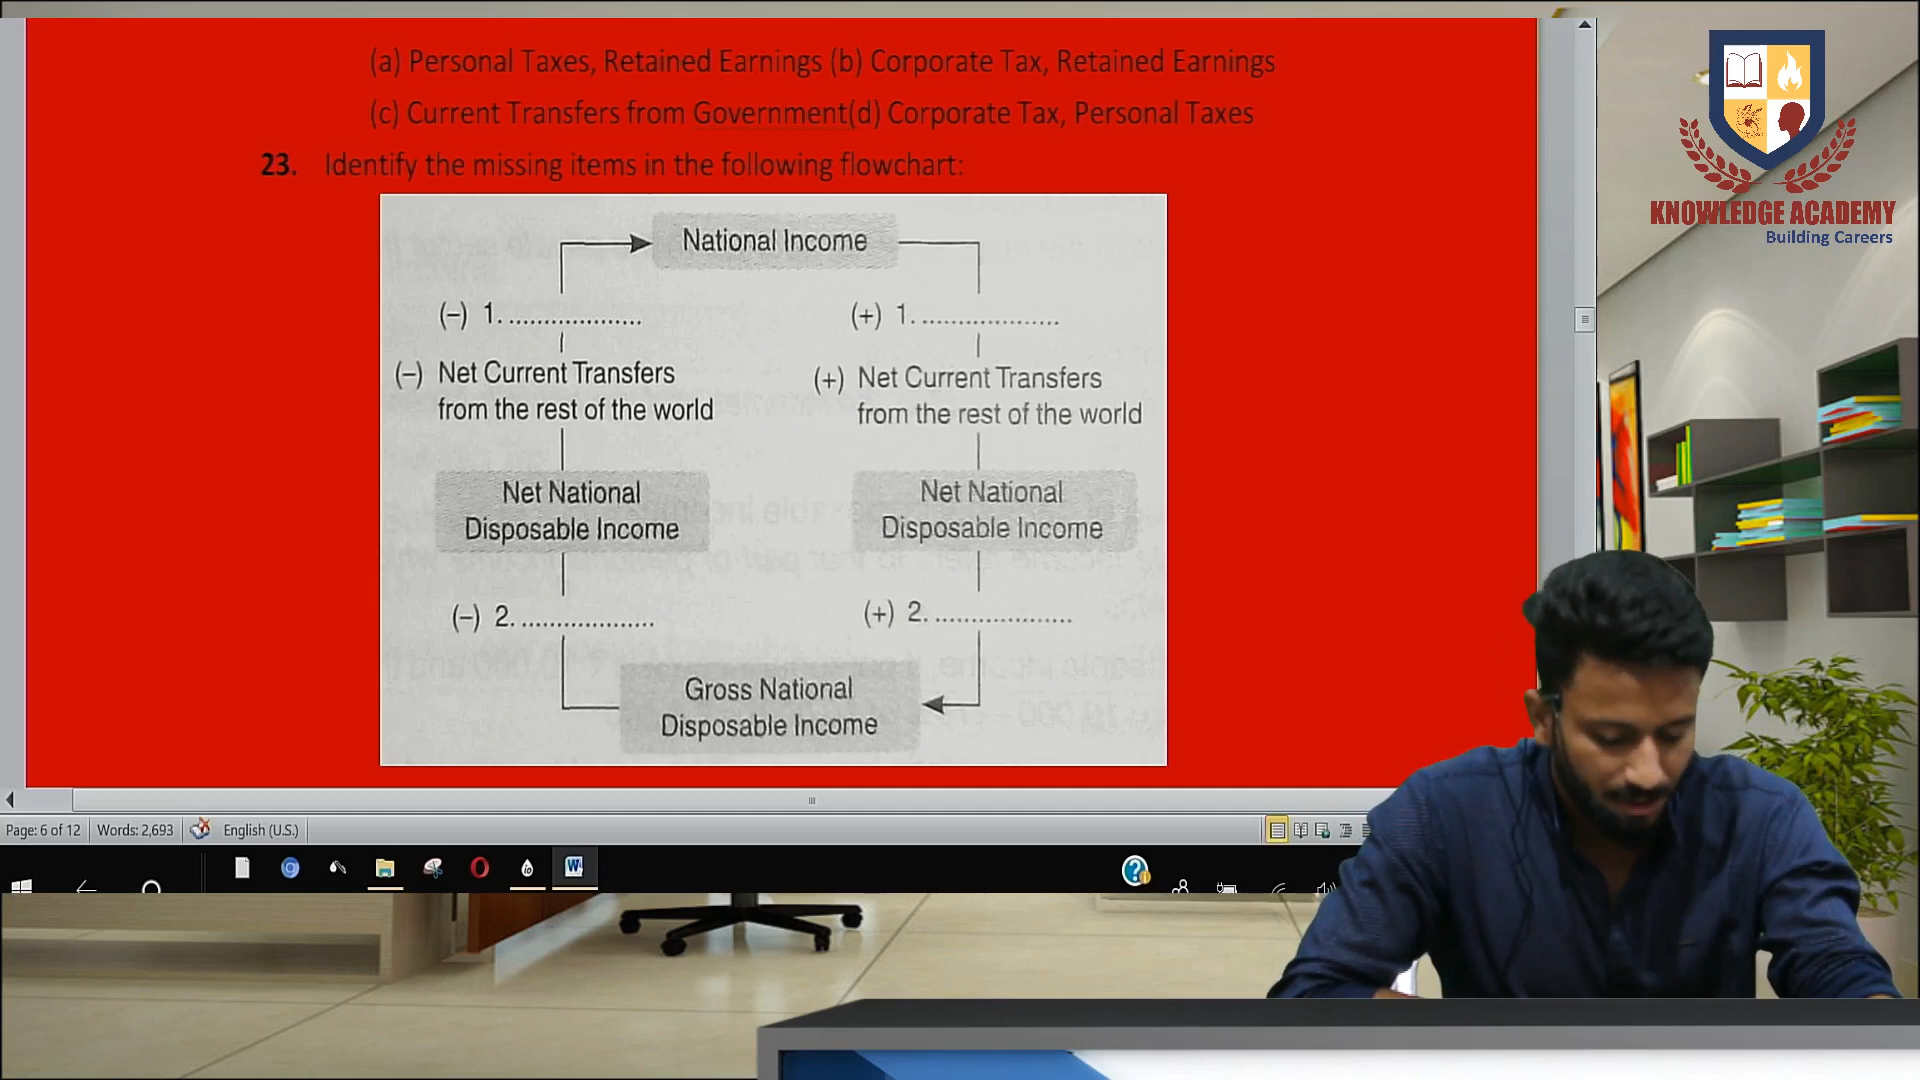 (a) Personal Taxes, Retained Earnings (b) Corporate Tax, Retained Earnings
(c) Current Transfers from Government(d) Corporate Tax, Personal Taxes
23. Identify the missing items in the following flowchart:
National Income
(–) 1. ...................
(+) 1. ...................
(–) Net Current Transfers
from the rest of the world
(+) Net Current Transfers
from the rest of the world
Net National
Disposable Income
Net National
Disposable Income
(–) 2. ...................
(+) 2. ...................
Gross National
Disposable Income
Page: 6 of 12
Words: 2,693
English (U.S.)
KNOWLEDGE ACADEMY
Building Careers